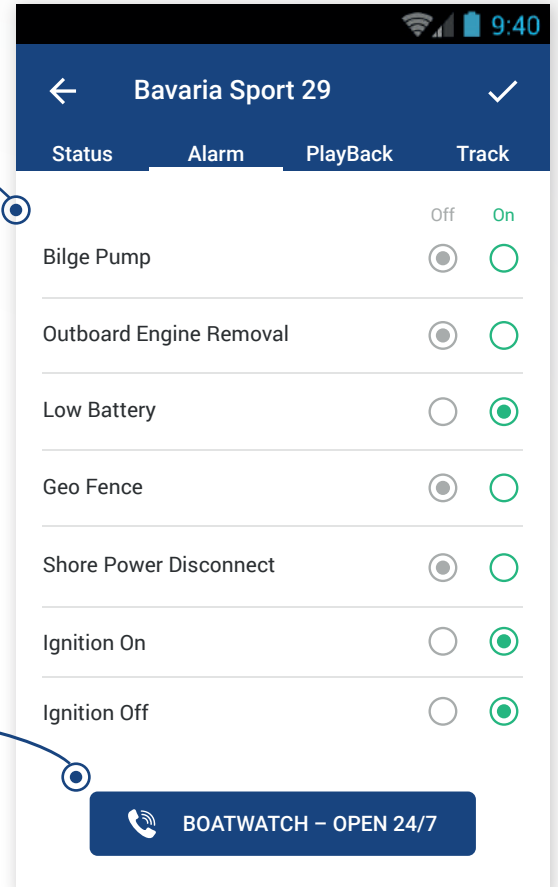 9:40
Bavaria Sport 29
Status Alarm PlayBack Track
Off On
Bilge Pump
Outboard Engine Removal
Low Battery
Geo Fence
Shore Power Disconnect
Ignition On
Ignition Off
BOATWATCH – OPEN 24/7